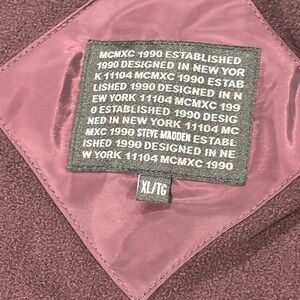 MCMXC 1990 ESTABLISHED
1990 DESIGNED IN NEW YOR
K 11104 MCMXC 1990 ESTAB
LISHED 1990 DESIGNED IN N
EW YORK 11104 MCMXC 199
0 ESTABLISHED 1990 DESIG
NED IN NEW YORK 11104 MC
MXC 1990 STEVE MADDEN ESTABL
ISHED 1990 DESIGNED IN NE
W YORK 11104 MCMXC 1990
XL/TG